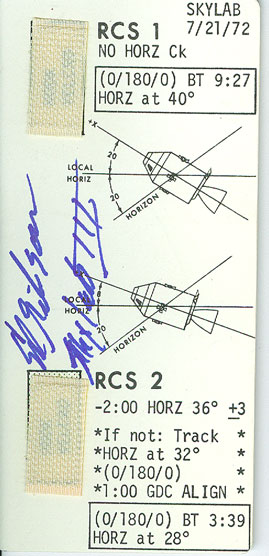 SKYLAB
7/21/72
RCS 1
NO HORZ Ck
(0/180/0) BT 9:27
HORZ at 40°
+X
20
LOCAL
HORIZ
20
HORIZON
+X
LOCAL
HORIZ
HORIZON
RCS 2
-2:00 HORZ 36° ±3
*If not: Track *
*HORZ at 32° *
*(0/180/0) *
*1:00 GDC ALIGN *
(0/180/0) BT 3:39
HORZ at 28°